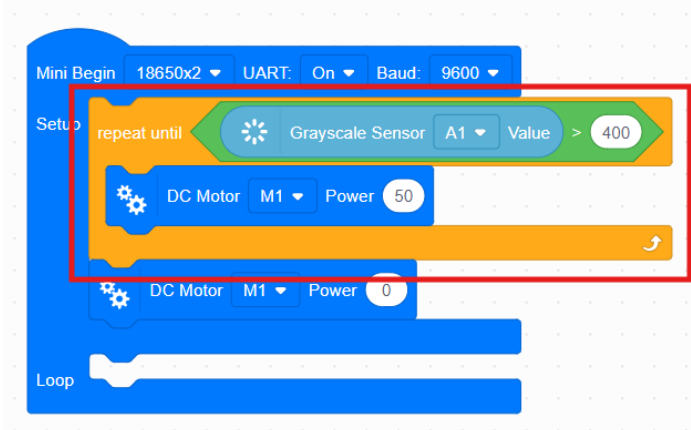 Mini Begin 18650x2 UART: On Baud: 9600
Setup
repeat until Grayscale Sensor A1 Value > 400
DC Motor M1 Power 50
DC Motor M1 Power 0
Loop